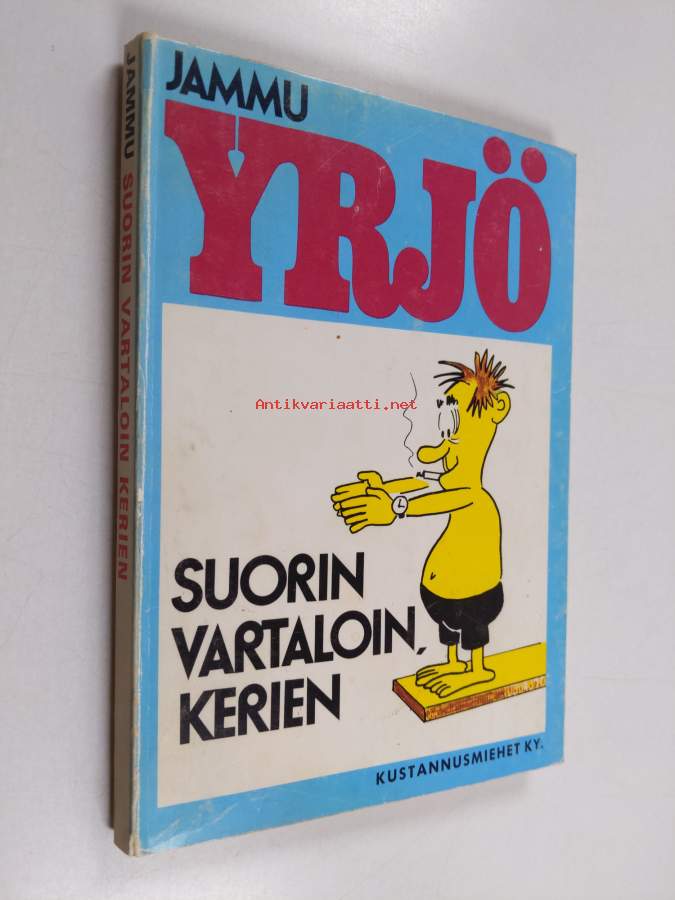 JAMMU SUORIN VARTALOIN KERIEN
JAMMU
YRJÖ
Antikvariaatti.net
SUORIN
VARTALOIN,
KERIEN
KUSTANNUSMIEHET KY.